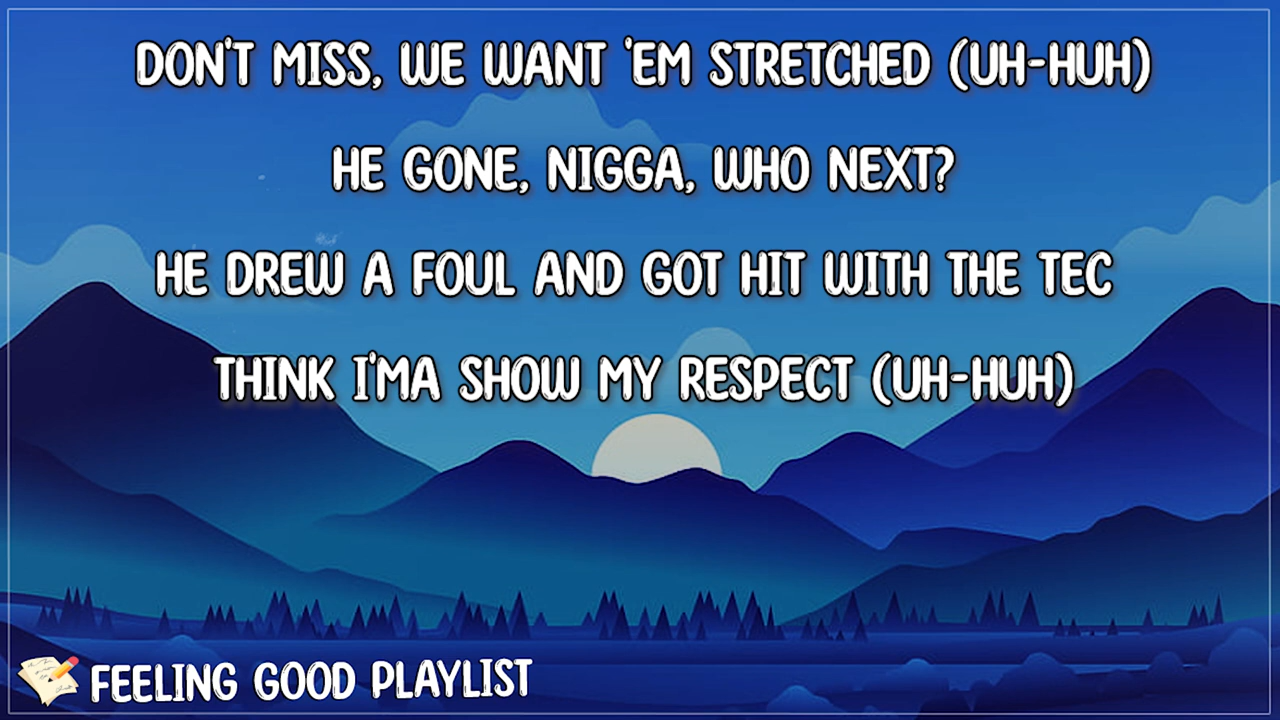 DON'T MISS, WE WANT 'EM STRETCHED (UH-HUH)
HE GONE, NIGGA, WHO NEXT?
HE DREW A FOUL AND GOT HIT WITH THE TEC
THINK I'MA SHOW MY RESPECT (UH-HUH)
FEELING GOOD PLAYLIST